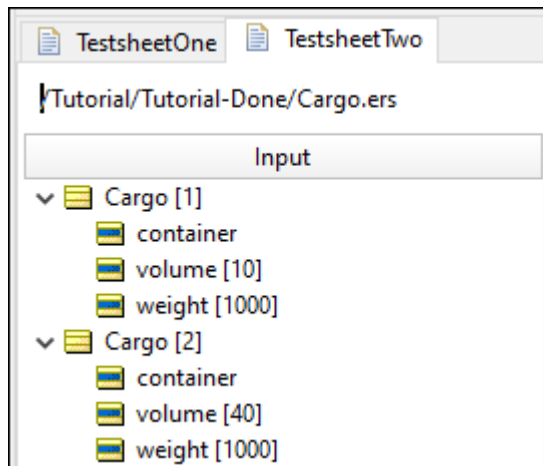 TestsheetOne TestsheetTwo
/Tutorial/Tutorial-Done/Cargo.ers
Input
Cargo [1]
container
volume [10]
weight [1000]
Cargo [2]
container
volume [40]
weight [1000]